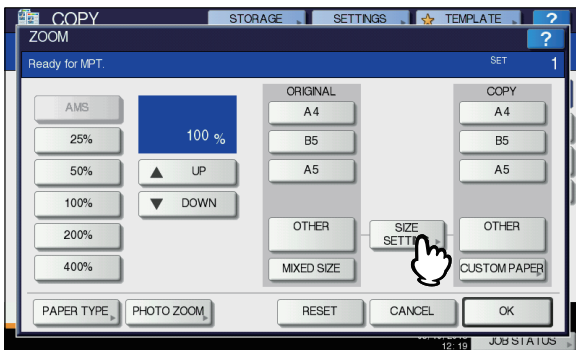 COPY STORAGE SETTINGS TEMPLATE ?
ZOOM ?
Ready for MPT. SET 1
ORIGINAL COPY
AMS 100 % A4 A4
25% B5 B5
50% UP A5 A5
100% DOWN
200% OTHER SIZE OTHER
SETTIN
400% MIXED SIZE CUSTOM PAPER
PAPER TYPE PHOTO ZOOM RESET CANCEL OK
12:19 JOB STATUS